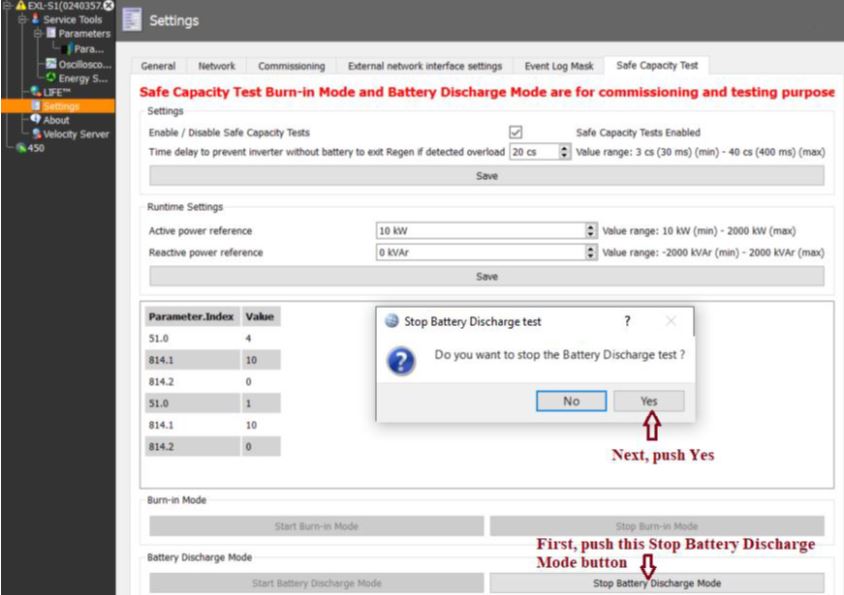 EXL-S1(0240357.
Service Tools
Parameters
Para...
Oscillosco...
Energy S...
LIFE™
Settings
About
Velocity Server
450
Settings
General Network Commissioning External network interface settings Event Log Mask Safe Capacity Test
Safe Capacity Test Burn-in Mode and Battery Discharge Mode are for commissioning and testing purpose
Settings
Enable / Disable Safe Capacity Tests Safe Capacity Tests Enabled
Time delay to prevent inverter without battery to exit Regen if detected overload 20 cs Value range: 3 cs (30 ms) (min) - 40 cs (400 ms) (max)
Save
Runtime Settings
Active power reference 10 kW Value range: 10 kW (min) - 2000 kW (max)
Reactive power reference 0 kVAr Value range: -2000 kVAr (min) - 2000 kVAr (max)
Save
Parameter.Index Value
51.0 4
814.1 10
814.2 0
51.0 1
814.1 10
814.2 0
Stop Battery Discharge test ?
Do you want to stop the Battery Discharge test ?
No Yes
Next, push Yes
Burn-in Mode
Start Burn-in Mode Stop Burn-in Mode
First, push this Stop Battery Discharge
Mode button
Battery Discharge Mode
Start Battery Discharge Mode Stop Battery Discharge Mode